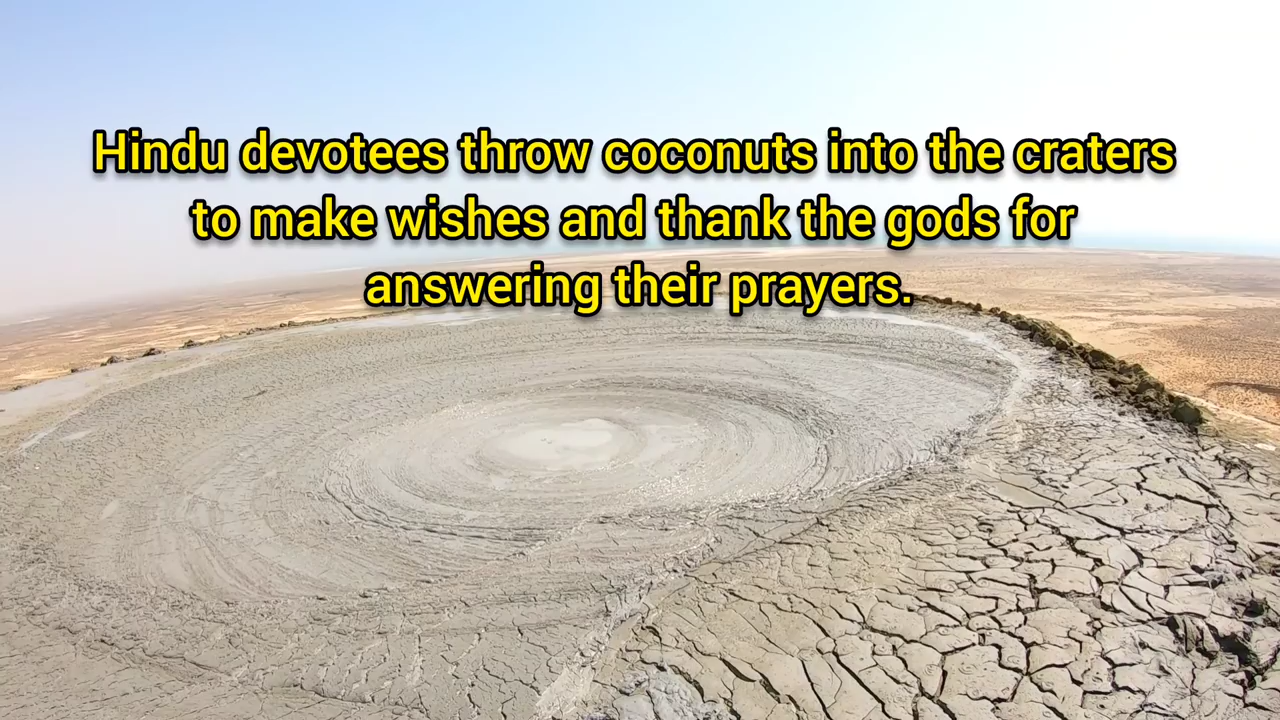 Hindu devotees throw coconuts into the craters
to make wishes and thank the gods for
answering their prayers.